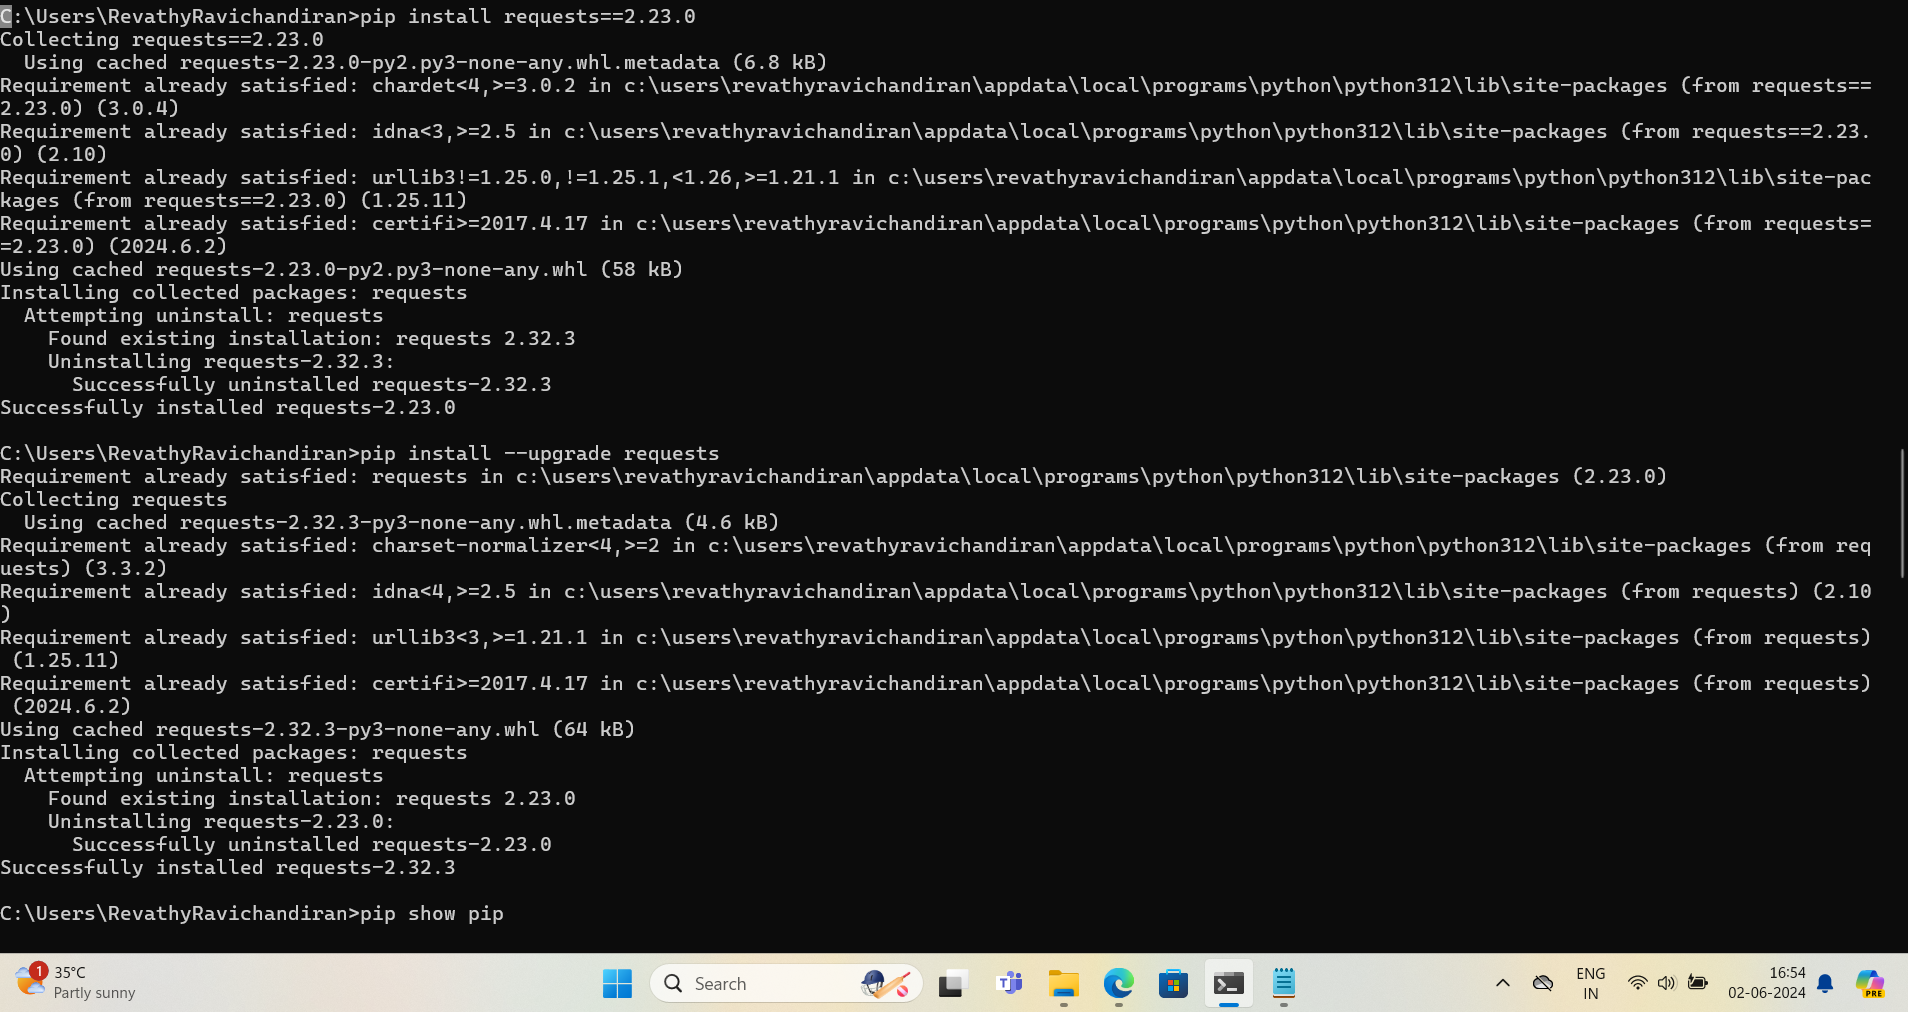 C:\Users\RevathyRavichandiran>pip install requests==2.23.0
Collecting requests==2.23.0
  Using cached requests-2.23.0-py2.py3-none-any.whl.metadata (6.8 kB)
Requirement already satisfied: chardet<4,>=3.0.2 in c:\users\revathyravichandiran\appdata\local\programs\python\python312\lib\site-packages (from requests==
2.23.0) (3.0.4)
Requirement already satisfied: idna<3,>=2.5 in c:\users\revathyravichandiran\appdata\local\programs\python\python312\lib\site-packages (from requests==2.23.
0) (2.10)
Requirement already satisfied: urllib3!=1.25.0,!=1.25.1,<1.26,>=1.21.1 in c:\users\revathyravichandiran\appdata\local\programs\python\python312\lib\site-pac
kages (from requests==2.23.0) (1.25.11)
Requirement already satisfied: certifi>=2017.4.17 in c:\users\revathyravichandiran\appdata\local\programs\python\python312\lib\site-packages (from requests=
=2.23.0) (2024.6.2)
Using cached requests-2.23.0-py2.py3-none-any.whl (58 kB)
Installing collected packages: requests
  Attempting uninstall: requests
    Found existing installation: requests 2.32.3
    Uninstalling requests-2.32.3:
      Successfully uninstalled requests-2.32.3
Successfully installed requests-2.23.0

C:\Users\RevathyRavichandiran>pip install --upgrade requests
Requirement already satisfied: requests in c:\users\revathyravichandiran\appdata\local\programs\python\python312\lib\site-packages (2.23.0)
Collecting requests
  Using cached requests-2.32.3-py3-none-any.whl.metadata (4.6 kB)
Requirement already satisfied: charset-normalizer<4,>=2 in c:\users\revathyravichandiran\appdata\local\programs\python\python312\lib\site-packages (from req
uests) (3.3.2)
Requirement already satisfied: idna<4,>=2.5 in c:\users\revathyravichandiran\appdata\local\programs\python\python312\lib\site-packages (from requests) (2.10
)
Requirement already satisfied: urllib3<3,>=1.21.1 in c:\users\revathyravichandiran\appdata\local\programs\python\python312\lib\site-packages (from requests)
 (1.25.11)
Requirement already satisfied: certifi>=2017.4.17 in c:\users\revathyravichandiran\appdata\local\programs\python\python312\lib\site-packages (from requests)
 (2024.6.2)
Using cached requests-2.32.3-py3-none-any.whl (64 kB)
Installing collected packages: requests
  Attempting uninstall: requests
    Found existing installation: requests 2.23.0
    Uninstalling requests-2.23.0:
      Successfully uninstalled requests-2.23.0
Successfully installed requests-2.32.3

C:\Users\RevathyRavichandiran>pip show pip
1
35°C
Partly sunny
Search
ENG
IN
16:54
02-06-2024
PRE